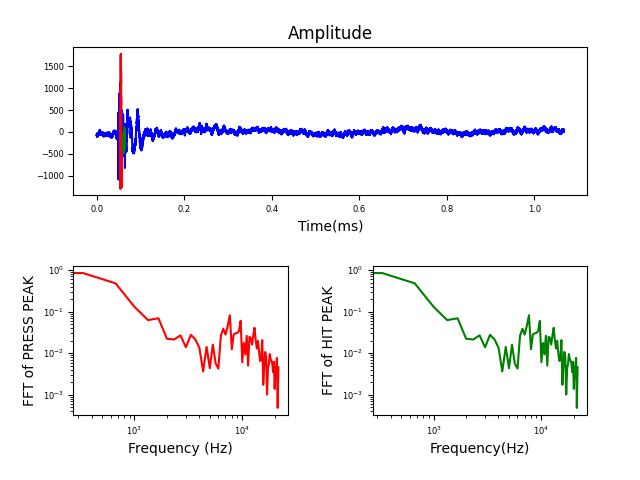 Amplitude
1500
1000
500
0
−500
−1000
0.0 0.2 0.4 0.6 0.8 1.0
Time(ms)
FFT of PRESS PEAK
10⁰
10⁻¹
10⁻²
10⁻³
10³ 10⁴
Frequency (Hz)
FFT of HIT PEAK
10⁰
10⁻¹
10⁻²
10⁻³
10³ 10⁴
Frequency(Hz)